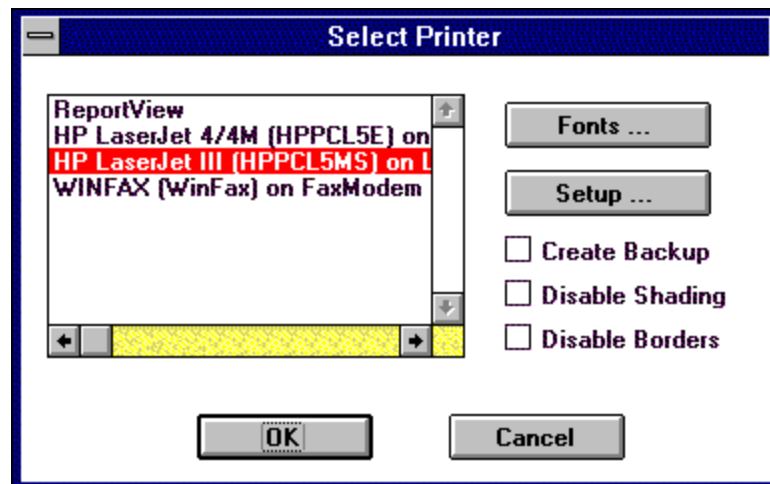 Select Printer
ReportView
HP LaserJet 4/4M (HPPCL5E) on
HP LaserJet III (HPPCL5MS) on L
WINFAX (WinFax) on FaxModem
Fonts ...
Setup ...
Create Backup
Disable Shading
Disable Borders
OK
Cancel